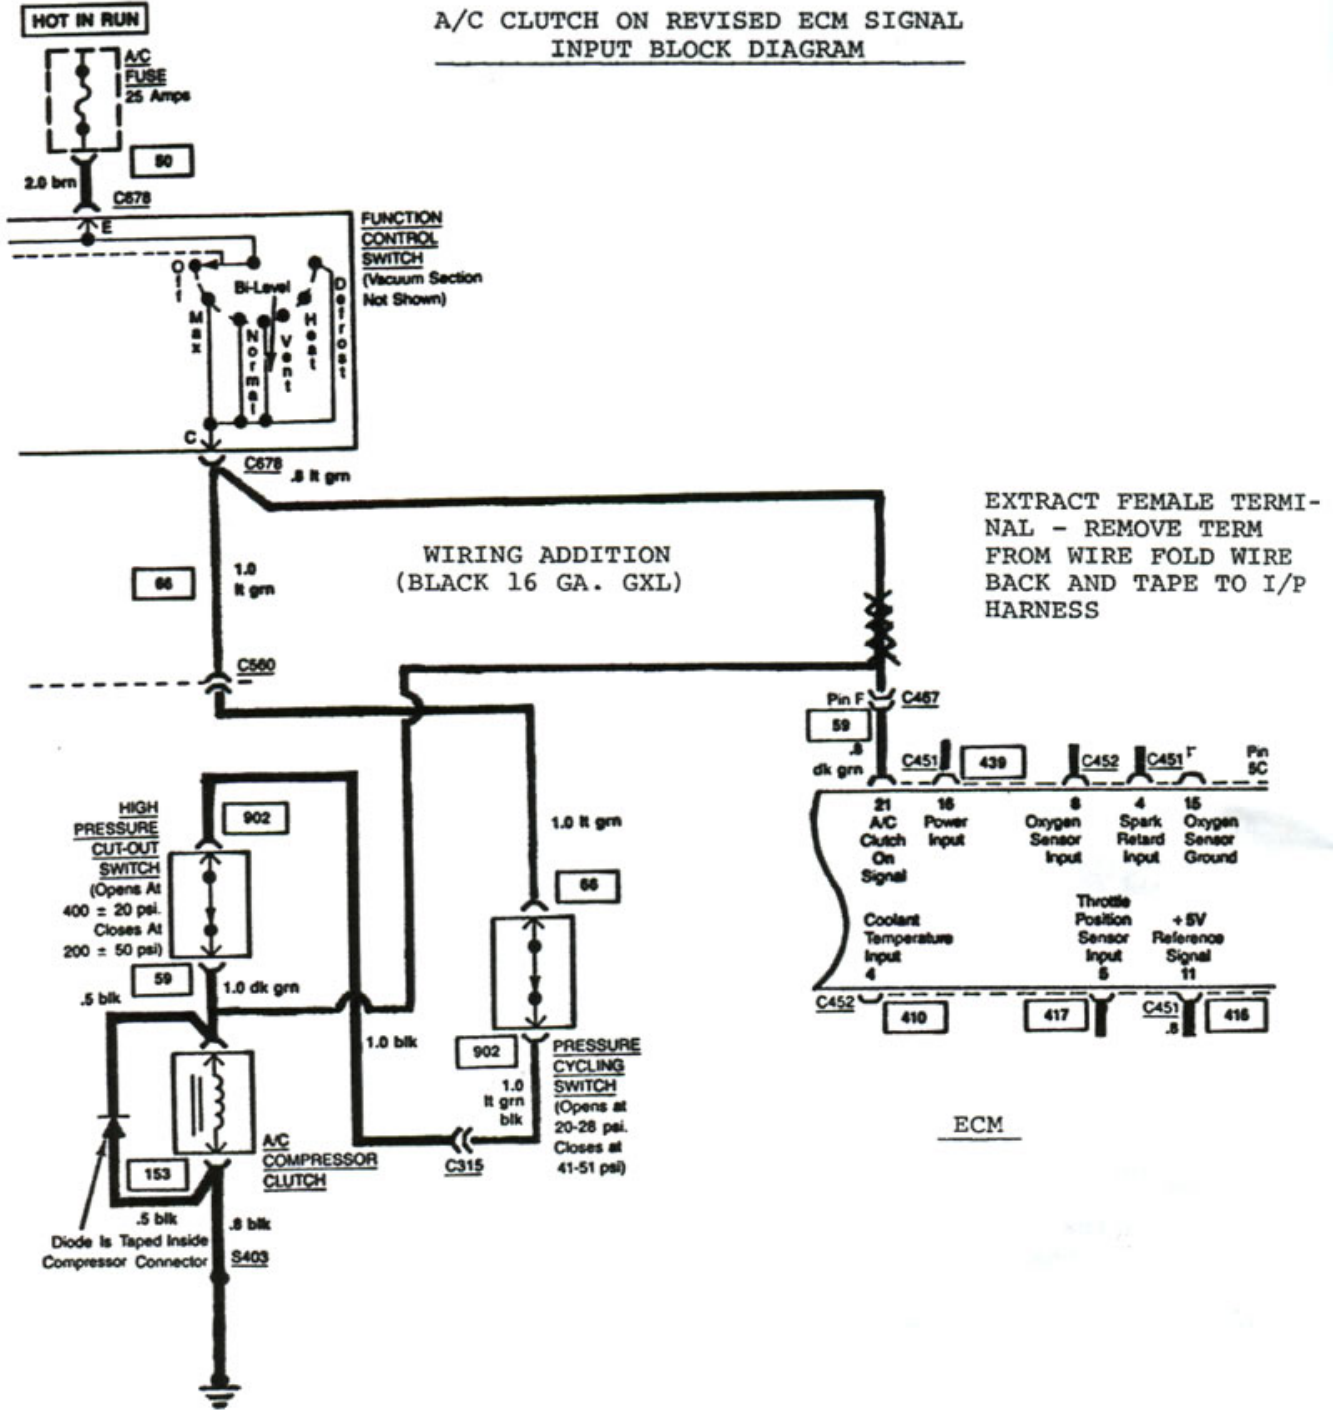 A/C CLUTCH ON REVISED ECM SIGNAL
INPUT BLOCK DIAGRAM
HOT IN RUN
A/C
FUSE
25 Amps
50
2.0 brn
C678
E
FUNCTION
CONTROL
SWITCH
(Vacuum Section
Not Shown)
Off
Max
Bi-Level
Normal
Vent
Heat
Defrost
C
C678
.8 lt grn
66
1.0
lt grn
WIRING ADDITION
(BLACK 16 GA. GXL)
EXTRACT FEMALE TERMI-
NAL - REMOVE TERM
FROM WIRE FOLD WIRE
BACK AND TAPE TO I/P
HARNESS
C560
Pin F
C467
59
.8
dk grn
C451
439
C452
C451
Pin
5C
21
A/C
Clutch
On
Signal
16
Power
Input
8
Oxygen
Sensor
Input
4
Spark
Retard
Input
15
Oxygen
Sensor
Ground
Coolant
Temperature
Input
4
Throttle
Position
Sensor
Input
5
+5V
Reference
Signal
11
C452
410
417
C451
.8
416
ECM
HIGH
PRESSURE
CUT-OUT
SWITCH
(Opens At
400 ± 20 psi.
Closes At
200 ± 50 psi)
902
59
1.0 dk grn
.5 blk
1.0 blk
1.0 lt grn
66
902
1.0
lt grn
blk
PRESSURE
CYCLING
SWITCH
(Opens at
20-28 psi.
Closes at
41-51 psi)
C315
A/C
COMPRESSOR
CLUTCH
153
.5 blk
.8 blk
Diode Is Taped Inside
Compressor Connector
S403